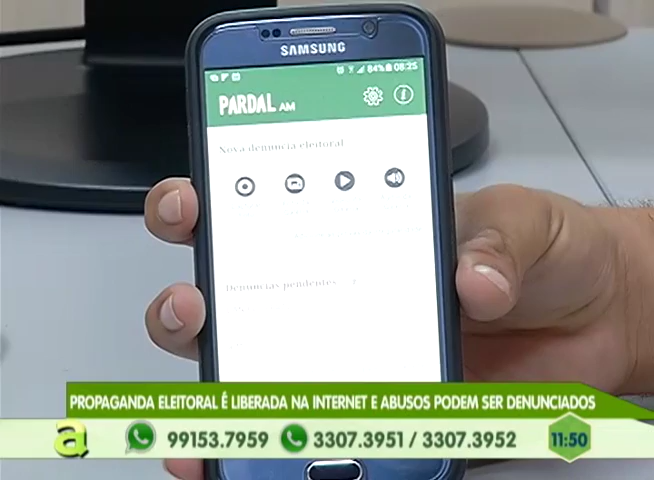 SAMSUNG
84% 08:25
PARDAL AM
Nova denúncia eleitoral
Denúncias pendentes
PROPAGANDA ELEITORAL É LIBERADA NA INTERNET E ABUSOS PODEM SER DENUNCIADOS
a 99153.7959 3307.3951 / 3307.3952 11:50